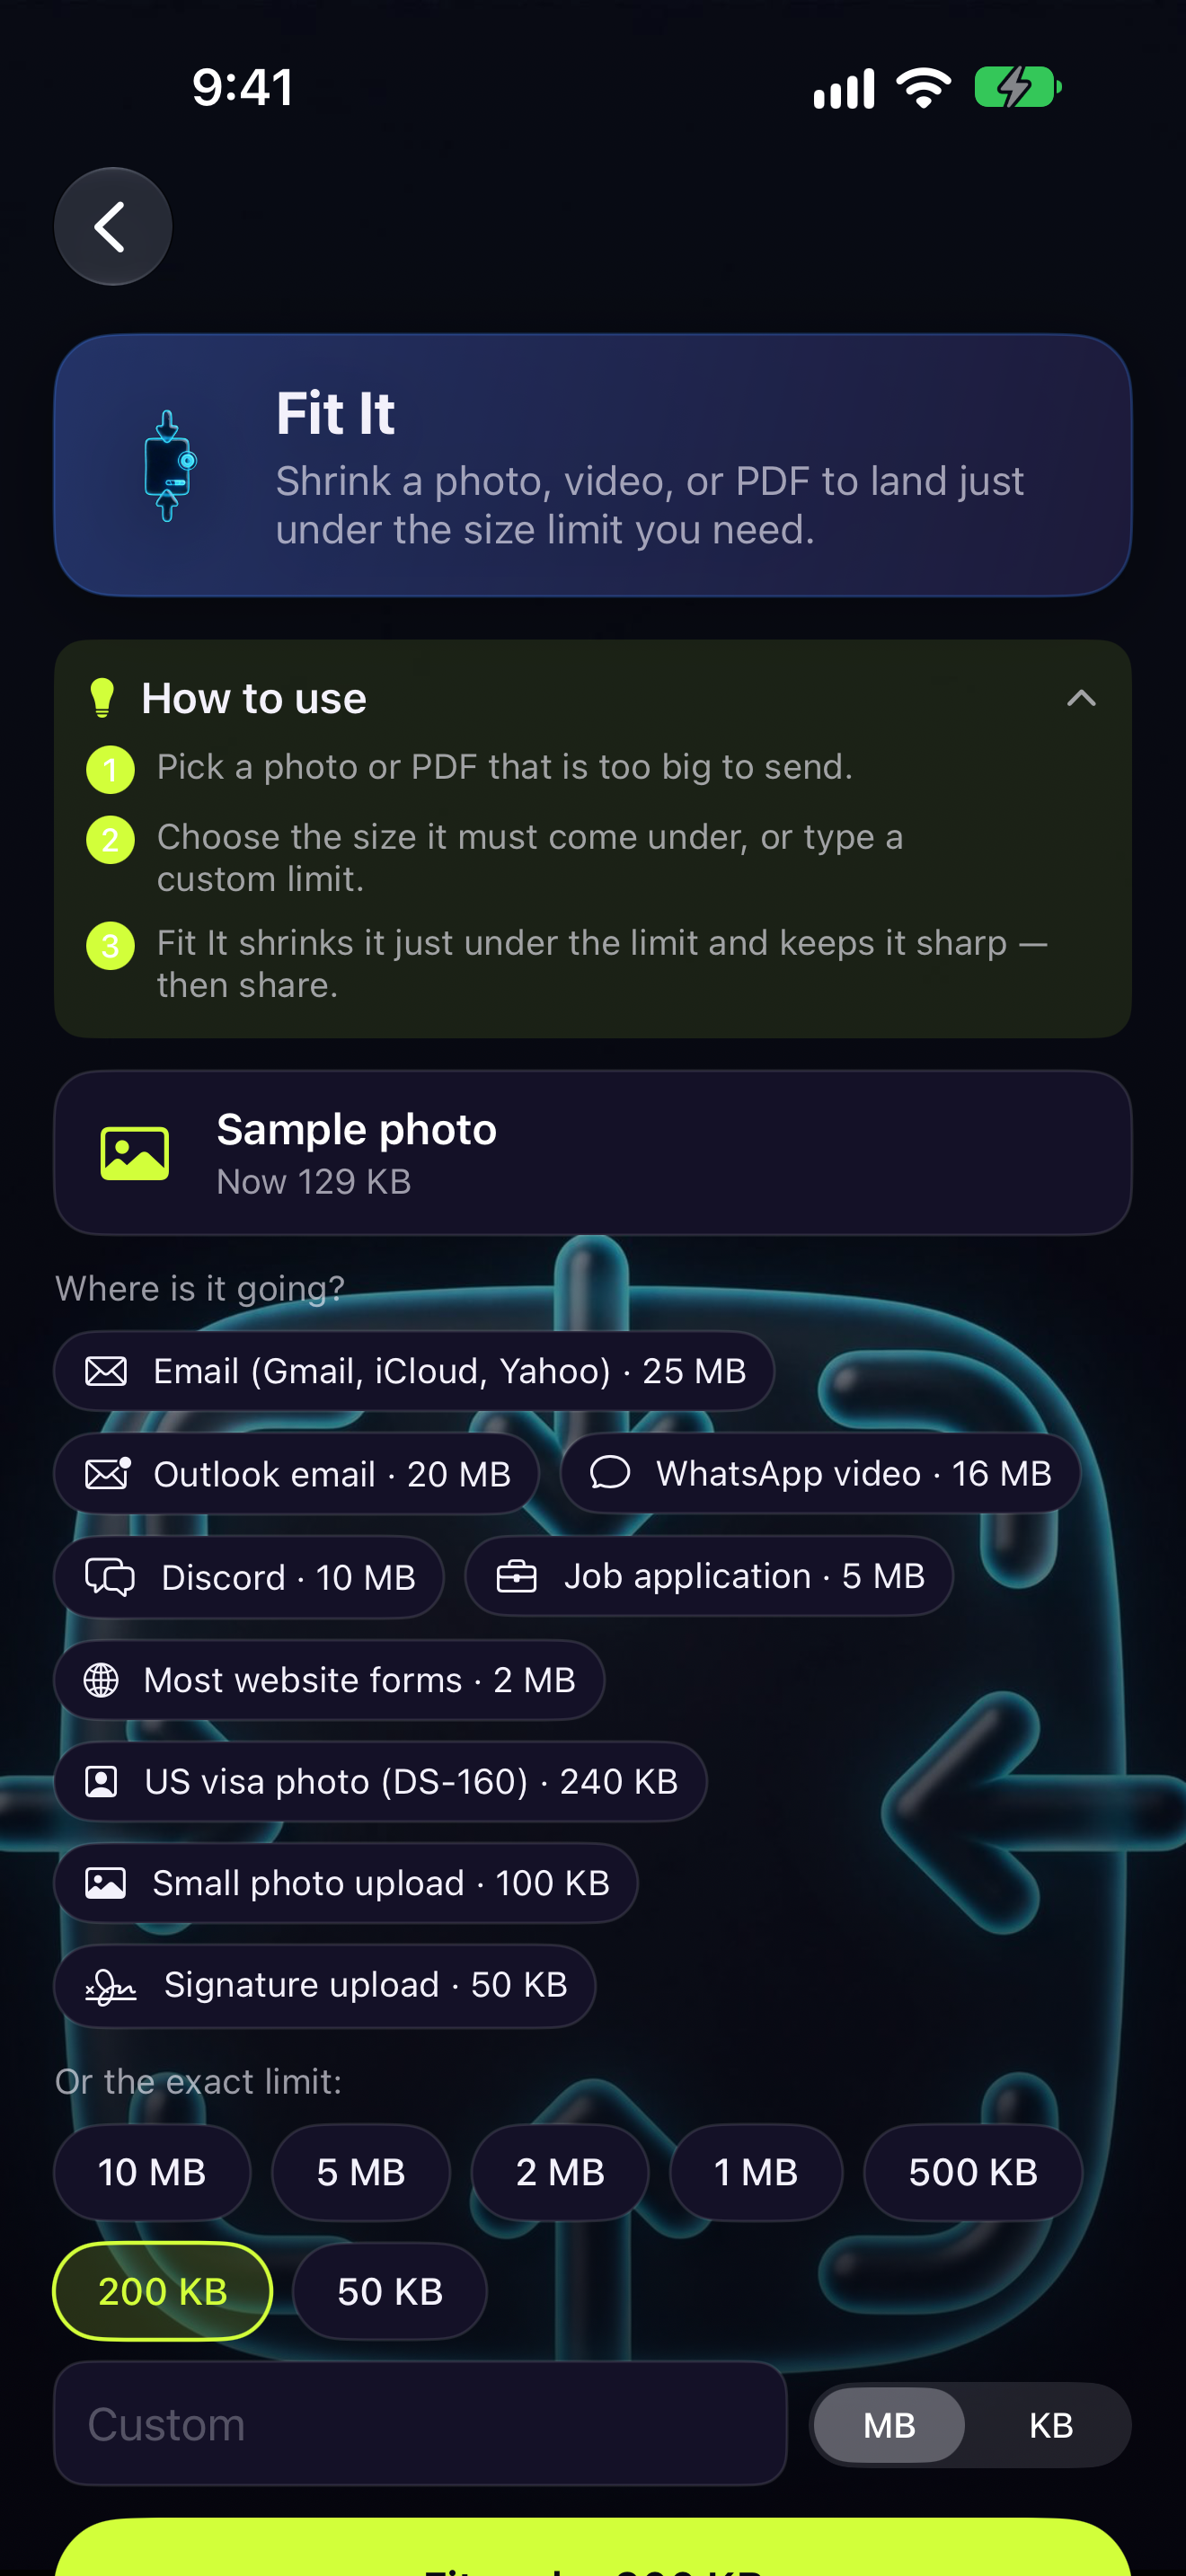 9:41
Fit It
Shrink a photo, video, or PDF to land just
under the size limit you need.
How to use
1 Pick a photo or PDF that is too big to send.
2 Choose the size it must come under, or type a
custom limit.
3 Fit It shrinks it just under the limit and keeps it sharp —
then share.
Sample photo
Now 129 KB
Where is it going?
Email (Gmail, iCloud, Yahoo) · 25 MB
Outlook email · 20 MB
WhatsApp video · 16 MB
Discord · 10 MB
Job application · 5 MB
Most website forms · 2 MB
US visa photo (DS-160) · 240 KB
Small photo upload · 100 KB
Signature upload · 50 KB
Or the exact limit:
10 MB
5 MB
2 MB
1 MB
500 KB
200 KB
50 KB
Custom
MB
KB